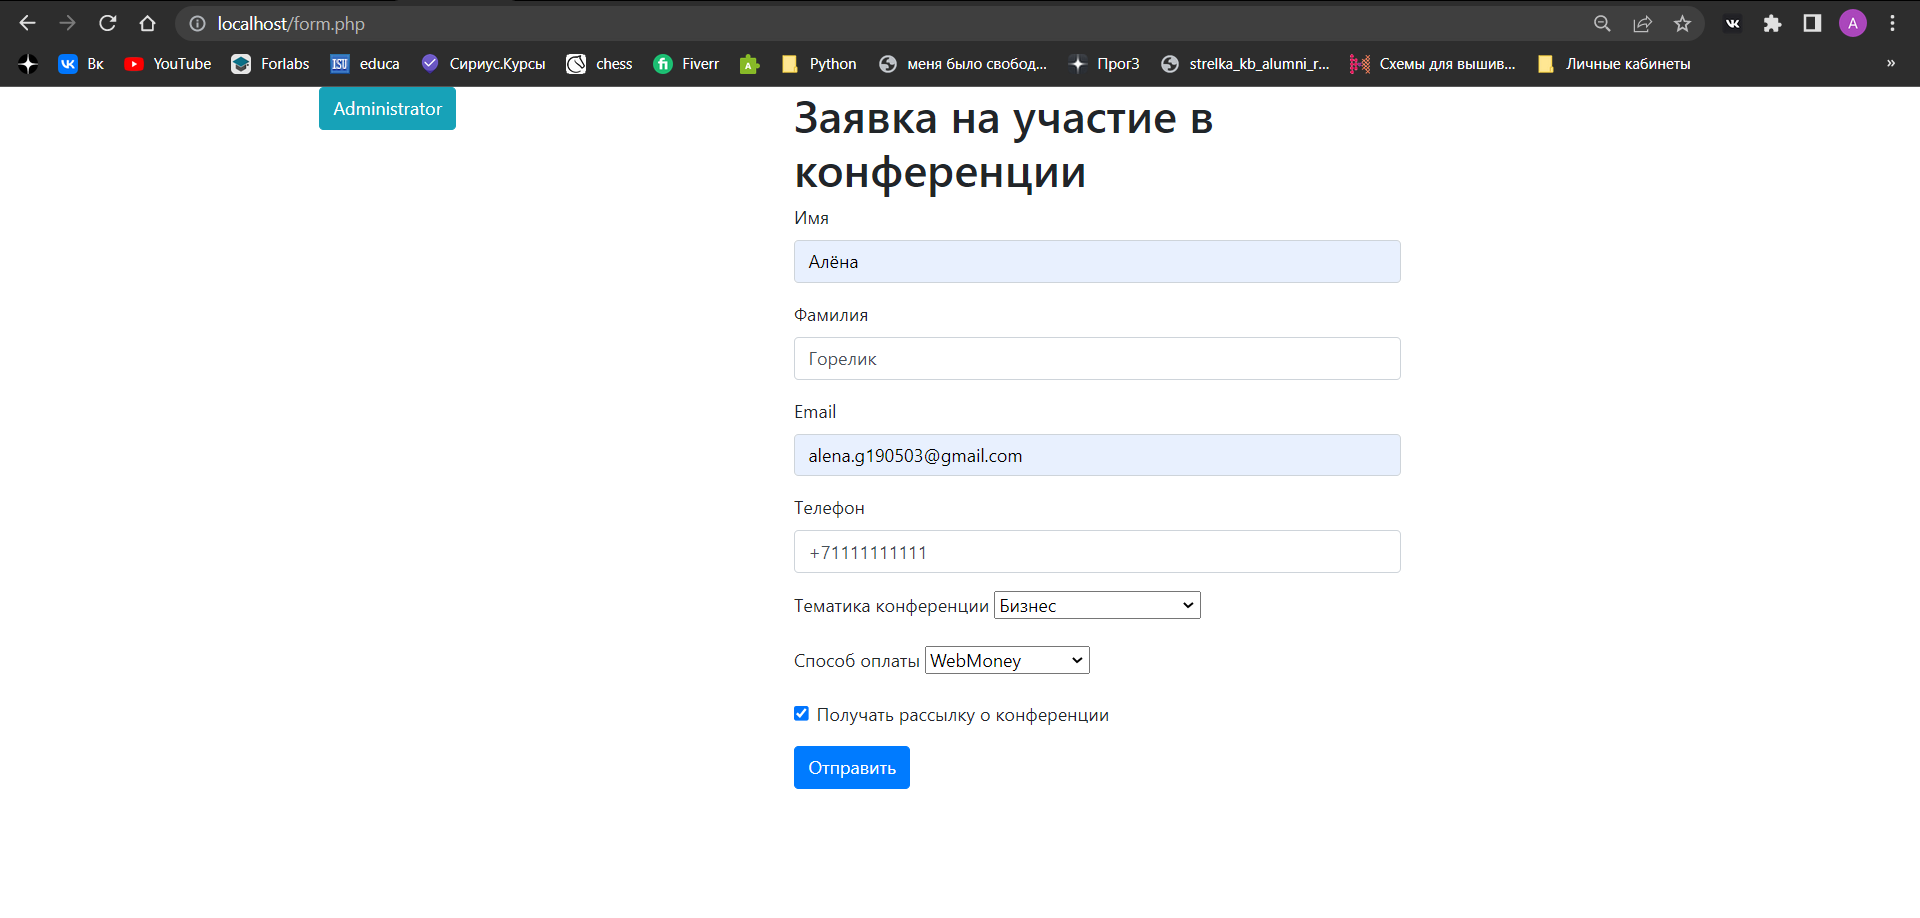 localhost/form.php
A
Вк YouTube Forlabs ISU educa Сириус.Курсы chess fi Fiverr A Python меня было свобод... Прог3 strelka_kb_alumni_r... Схемы для вышив... Личные кабинеты »
Administrator
Заявка на участие в
конференции
Имя
Алёна
Фамилия
Горелик
Email
alena.g190503@gmail.com
Телефон
+71111111111
Тематика конференции Бизнес
Способ оплаты WebMoney
Получать рассылку о конференции
Отправить